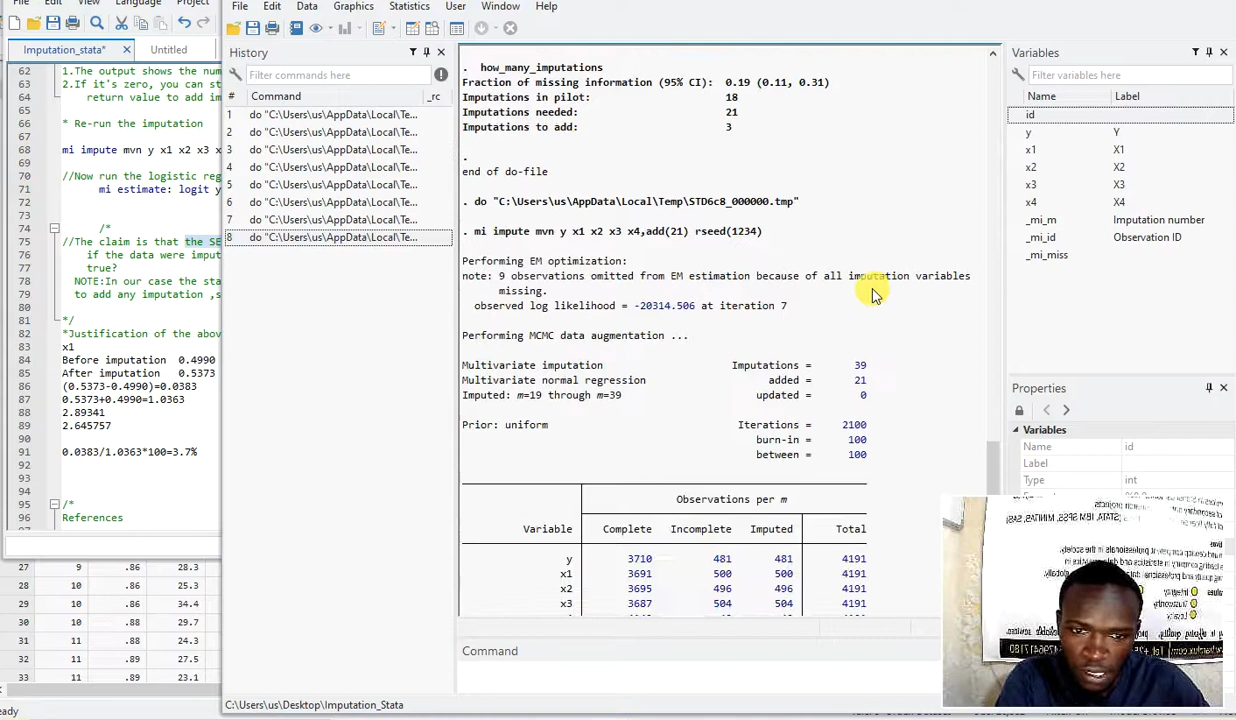 File Edit View Language Project
Imputation_stata* Untitled
62 1.The output shows the num
63 2.If it's zero, you can st
64 return value to add im
65
66 * Re-run the imputation
67
68 mi impute mvn y x1 x2 x3 x
69
70 //Now run the logistic reg
71 mi estimate: logit y
72
73
74 /*
75 //The claim is that the SE
76 if the data were imput
77 true?
78 NOTE:In our case the sta
79 to add any imputation ,s
80
81 */
82 *Justification of the abov
83 x1
84 Before imputation 0.4990
85 After imputation 0.5373
86 (0.5373-0.4990)=0.0383
87 0.5373+0.4990=1.0363
88 2.89341
89 2.645757
90
91 0.0383/1.0363*100=3.7%
92
93
94
95 /*
96 References
27 9 .86 28.3
28 10 .86 25.3
29 10 .86 34.4
30 10 .88 29.7
31 11 .88 24.3
32 11 .89 27.5
33 11 .89 23.1
File Edit Data Graphics Statistics User Window Help
History
Filter commands here
# Command _rc
1 do "C:\Users\us\AppData\Local\Te...
2 do "C:\Users\us\AppData\Local\Te...
3 do "C:\Users\us\AppData\Local\Te...
4 do "C:\Users\us\AppData\Local\Te...
5 do "C:\Users\us\AppData\Local\Te...
6 do "C:\Users\us\AppData\Local\Te...
7 do "C:\Users\us\AppData\Local\Te...
8 do "C:\Users\us\AppData\Local\Te...
. how_many_imputations
Fraction of missing information (95% CI): 0.19 (0.11, 0.31)
Imputations in pilot: 18
Imputations needed: 21
Imputations to add: 3
.
end of do-file
. do "C:\Users\us\AppData\Local\Temp\STD6c8_000000.tmp"
. mi impute mvn y x1 x2 x3 x4,add(21) rseed(1234)
Performing EM optimization:
note: 9 observations omitted from EM estimation because of all imputation variables
missing.
observed log likelihood = -20314.506 at iteration 7
Performing MCMC data augmentation ...
Multivariate imputation Imputations = 39
Multivariate normal regression added = 21
Imputed: m=19 through m=39 updated = 0
Prior: uniform Iterations = 2100
burn-in = 100
between = 100
Observations per m
Variable Complete Incomplete Imputed Total
y 3710 481 481 4191
x1 3691 500 500 4191
x2 3695 496 496 4191
x3 3687 504 504 4191
Command
C:\Users\us\Desktop\Imputation_Stata
Variables
Filter variables here
Name Label
id
y Y
x1 X1
x2 X2
x3 X3
x4 X4
_mi_m Imputation number
_mi_id Observation ID
_mi_miss
Properties
Variables
Name id
Label
Type int
(STATA, IBM SPSS, MINITAB, SAS)
Integrity
Trustworthy
Loyalty